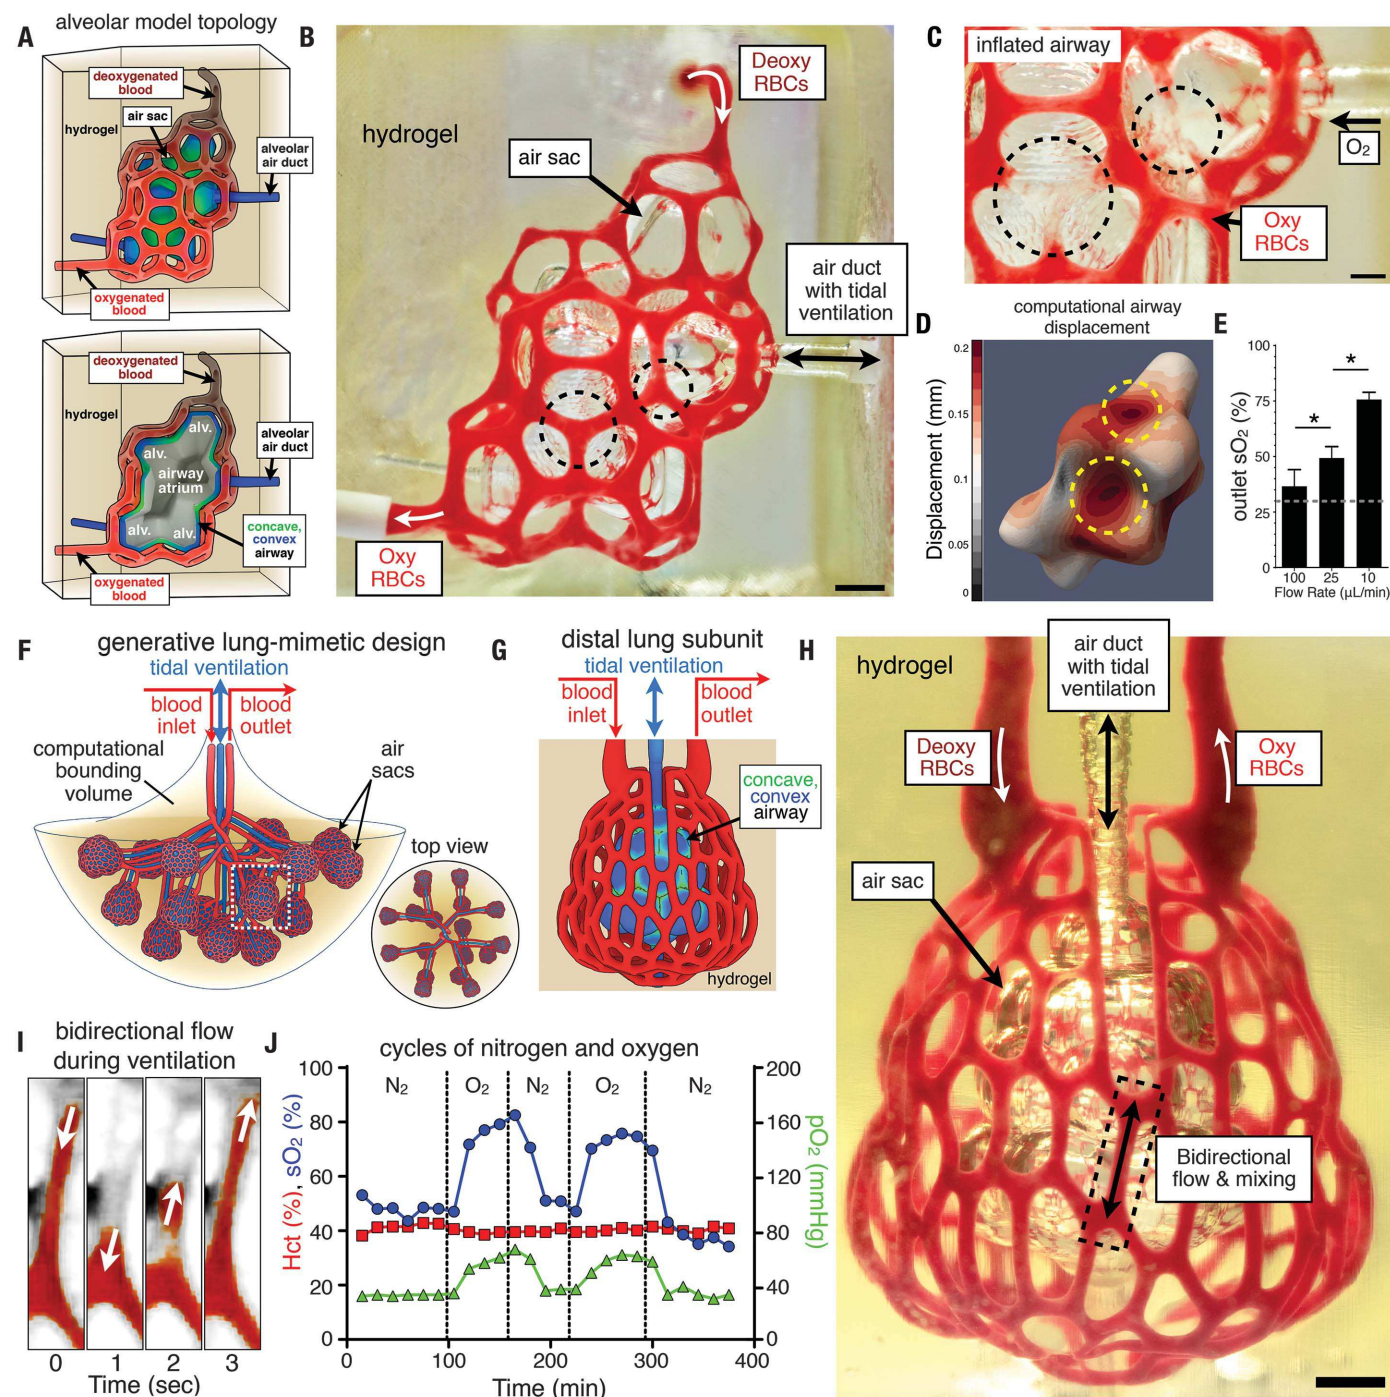 A
alveolar model topology
deoxygenated
blood
air sac
hydrogel
alveolar
air duct
oxygenated
blood
deoxygenated
blood
hydrogel
alv.
alveolar
air duct
alv.
airway
atrium
alv.
alv.
concave,
convex
airway
oxygenated
blood
B
hydrogel
Deoxy
RBCs
air sac
air duct
with tidal
ventilation
Oxy
RBCs
C
inflated airway
O2
Oxy
RBCs
D
computational airway
displacement
Displacement (mm)
0.2
0.15
0.1
0.05
0
E
outlet sO2 (%)
100
75
50
25
0
*
*
100
25
10
Flow Rate (µL/min)
F
generative lung-mimetic design
tidal ventilation
blood
inlet
blood
outlet
computational
bounding
volume
air
sacs
top view
G
distal lung subunit
tidal ventilation
blood
inlet
blood
outlet
concave,
convex
airway
hydrogel
H
hydrogel
air duct
with tidal
ventilation
Deoxy
RBCs
Oxy
RBCs
air sac
Bidirectional
flow & mixing
I
bidirectional flow
during ventilation
0
1
2
3
Time (sec)
J
cycles of nitrogen and oxygen
Hct (%), sO2 (%)
100
80
60
40
20
0
N2
O2
N2
O2
N2
200
160
120
80
40
0
pO2 (mmHg)
0
100
200
300
400
Time (min)